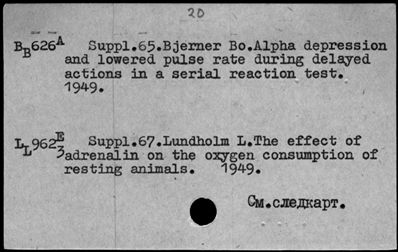 20
BB626A Suppl.65.Bjerner Bo.Alpha depression
and lowered pulse rate during delayed
actions in a serial reaction test.
1949.
LL962E3 Suppl.67.Lundholm L.The effect of
adrenalin on the oxygen consumption of
resting animals. 1949.
См.следкарт.